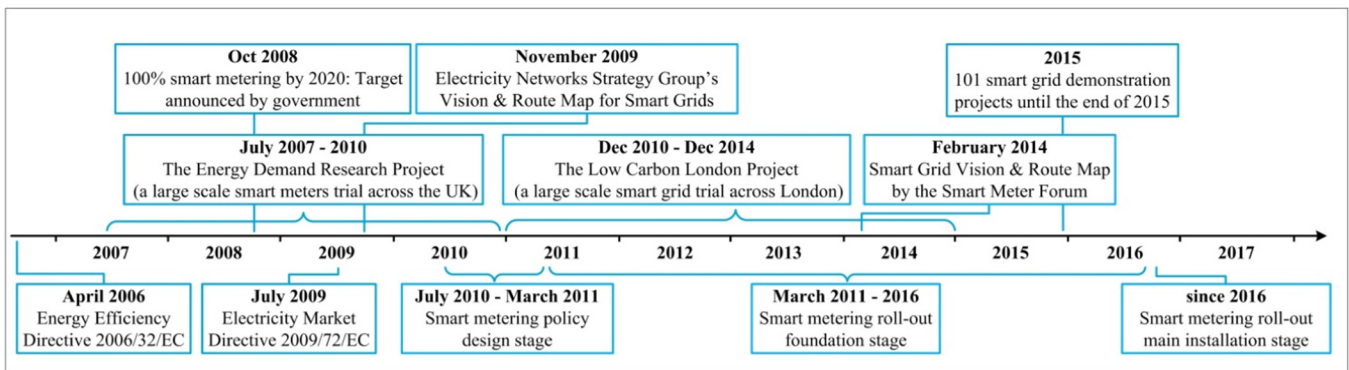 Oct 2008
100% smart metering by 2020: Target
announced by government
November 2009
Electricity Networks Strategy Group's
Vision & Route Map for Smart Grids
2015
101 smart grid demonstration
projects until the end of 2015
July 2007 - 2010
The Energy Demand Research Project
(a large scale smart meters trial across the UK)
Dec 2010 - Dec 2014
The Low Carbon London Project
(a large scale smart grid trial across London)
February 2014
Smart Grid Vision & Route Map
by the Smart Meter Forum
2007 2008 2009 2010 2011 2012 2013 2014 2015 2016 2017
April 2006
Energy Efficiency
Directive 2006/32/EC
July 2009
Electricity Market
Directive 2009/72/EC
July 2010 - March 2011
Smart metering policy
design stage
March 2011 - 2016
Smart metering roll-out
foundation stage
since 2016
Smart metering roll-out
main installation stage